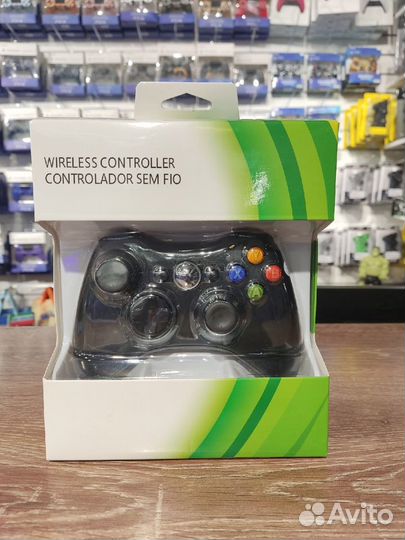 WIRELESS CONTROLLER
CONTROLADOR SEM FIO
Y
X
B
A
Avito